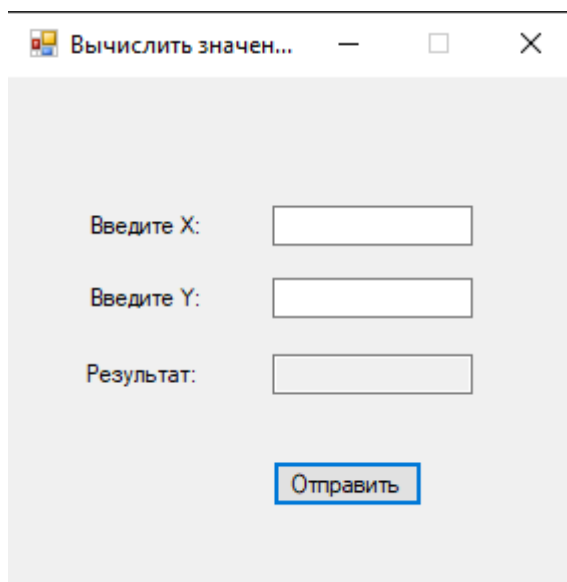 Вычислить значен...
Введите X:
Введите Y:
Результат:
Отправить